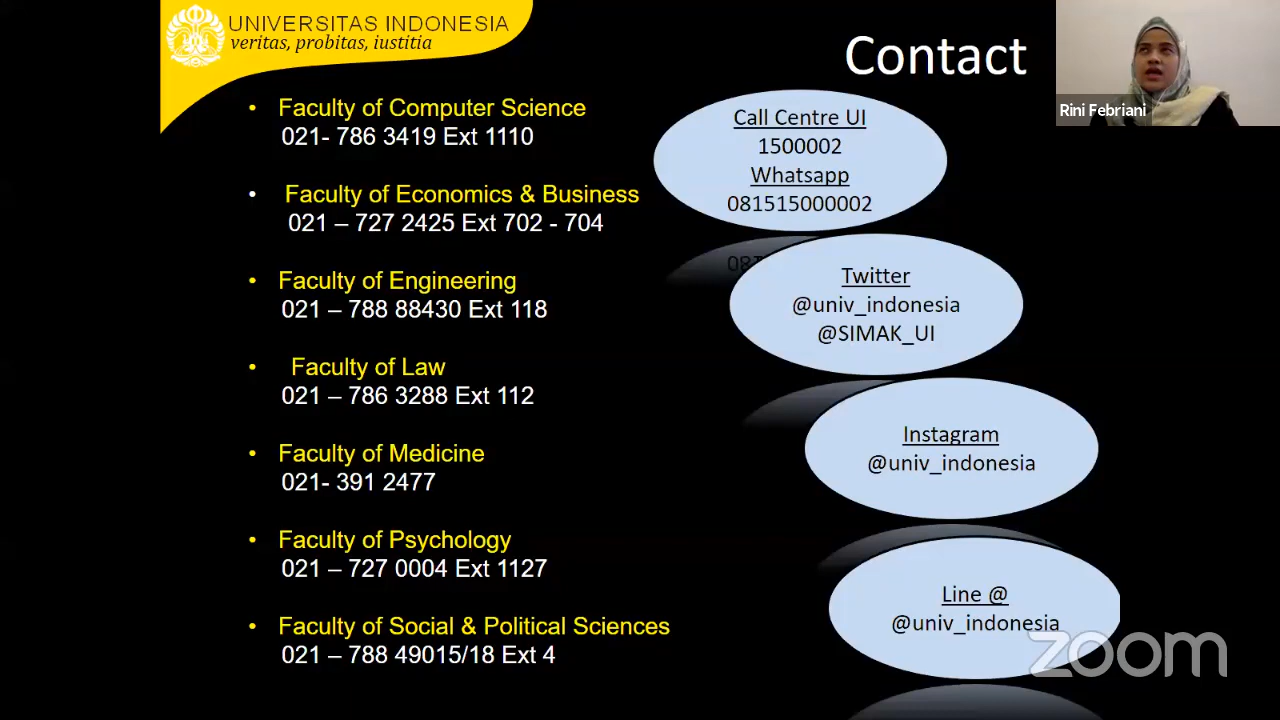 UNIVERSITAS INDONESIA
veritas, probitas, iustitia
Contact
Rini Febriani
• Faculty of Computer Science
021- 786 3419 Ext 1110
• Faculty of Economics & Business
021 – 727 2425 Ext 702 - 704
• Faculty of Engineering
021 – 788 88430 Ext 118
• Faculty of Law
021 – 786 3288 Ext 112
• Faculty of Medicine
021- 391 2477
• Faculty of Psychology
021 – 727 0004 Ext 1127
• Faculty of Social & Political Sciences
021 – 788 49015/18 Ext 4
Call Centre UI
1500002
Whatsapp
081515000002
Twitter
@univ_indonesia
@SIMAK_UI
Instagram
@univ_indonesia
Line @
@univ_indonesia
zoom